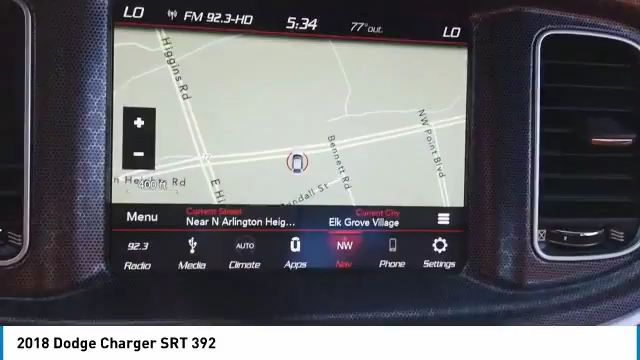 LO
FM 92.3-HD
5:34
77°out.
LO
Higgins Rd
NW Point Blvd
Bennett Rd
n Heights Rd
400 ft
E Hi
Randall St
Menu
Current Street
Near N Arlington Heig...
Current City
Elk Grove Village
92.3
AUTO
NW
Radio
Media
Climate
Apps
Nav
Phone
Settings
2018 Dodge Charger SRT 392